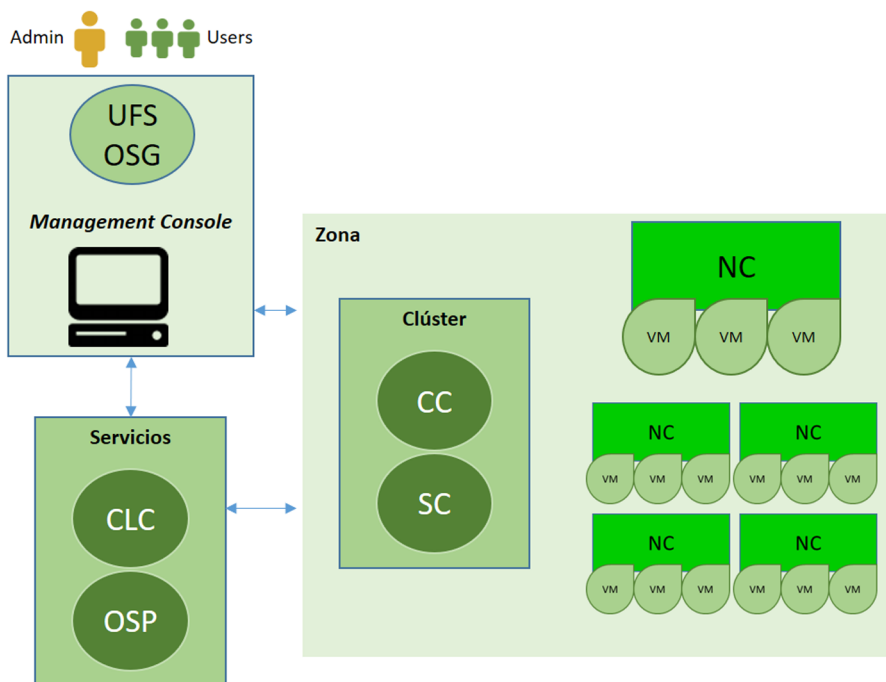 Admin
Users
UFS
OSG
Management Console
Zona
NC
VM VM VM
Clúster
CC
SC
NC NC
VM VM VM VM VM VM
NC NC
VM VM VM VM VM VM
Servicios
CLC
OSP